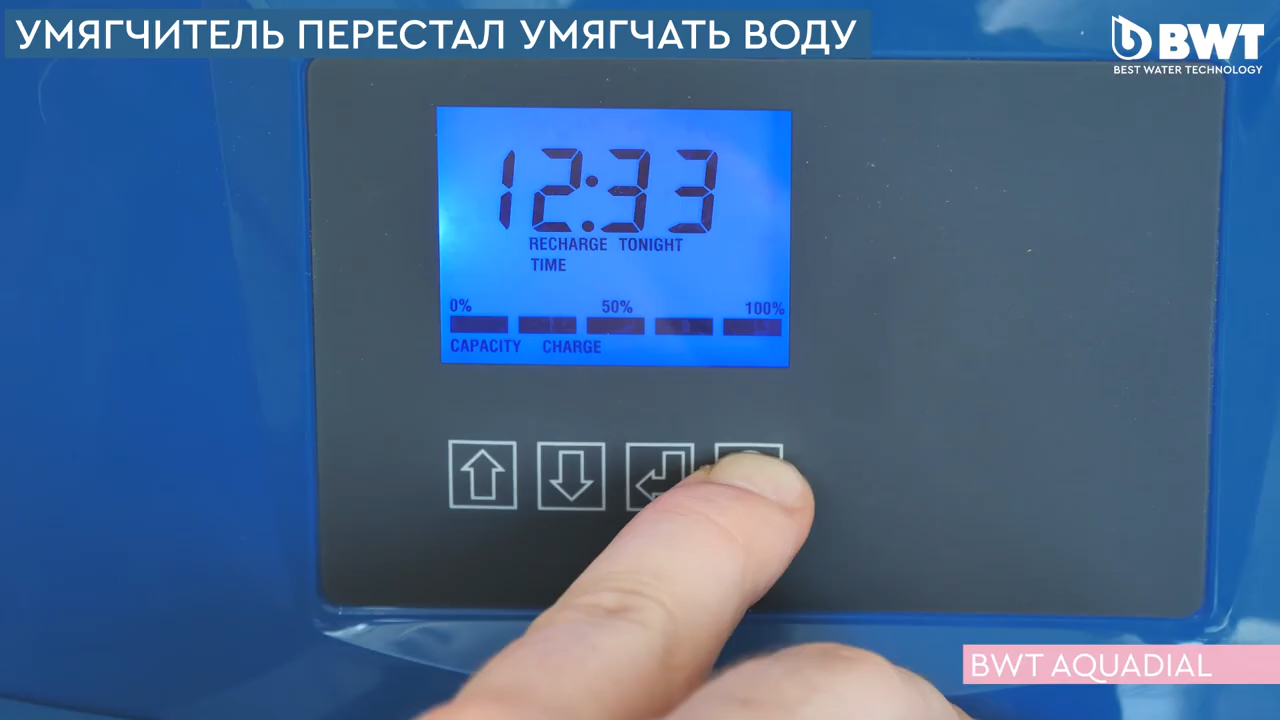 УМЯГЧИТЕЛЬ ПЕРЕСТАЛ УМЯГЧАТЬ ВОДУ
BWT
BEST WATER TECHNOLOGY
12:33
RECHARGE TONIGHT
TIME
0% 50% 100%
CAPACITY CHARGE
BWT AQUADIAL